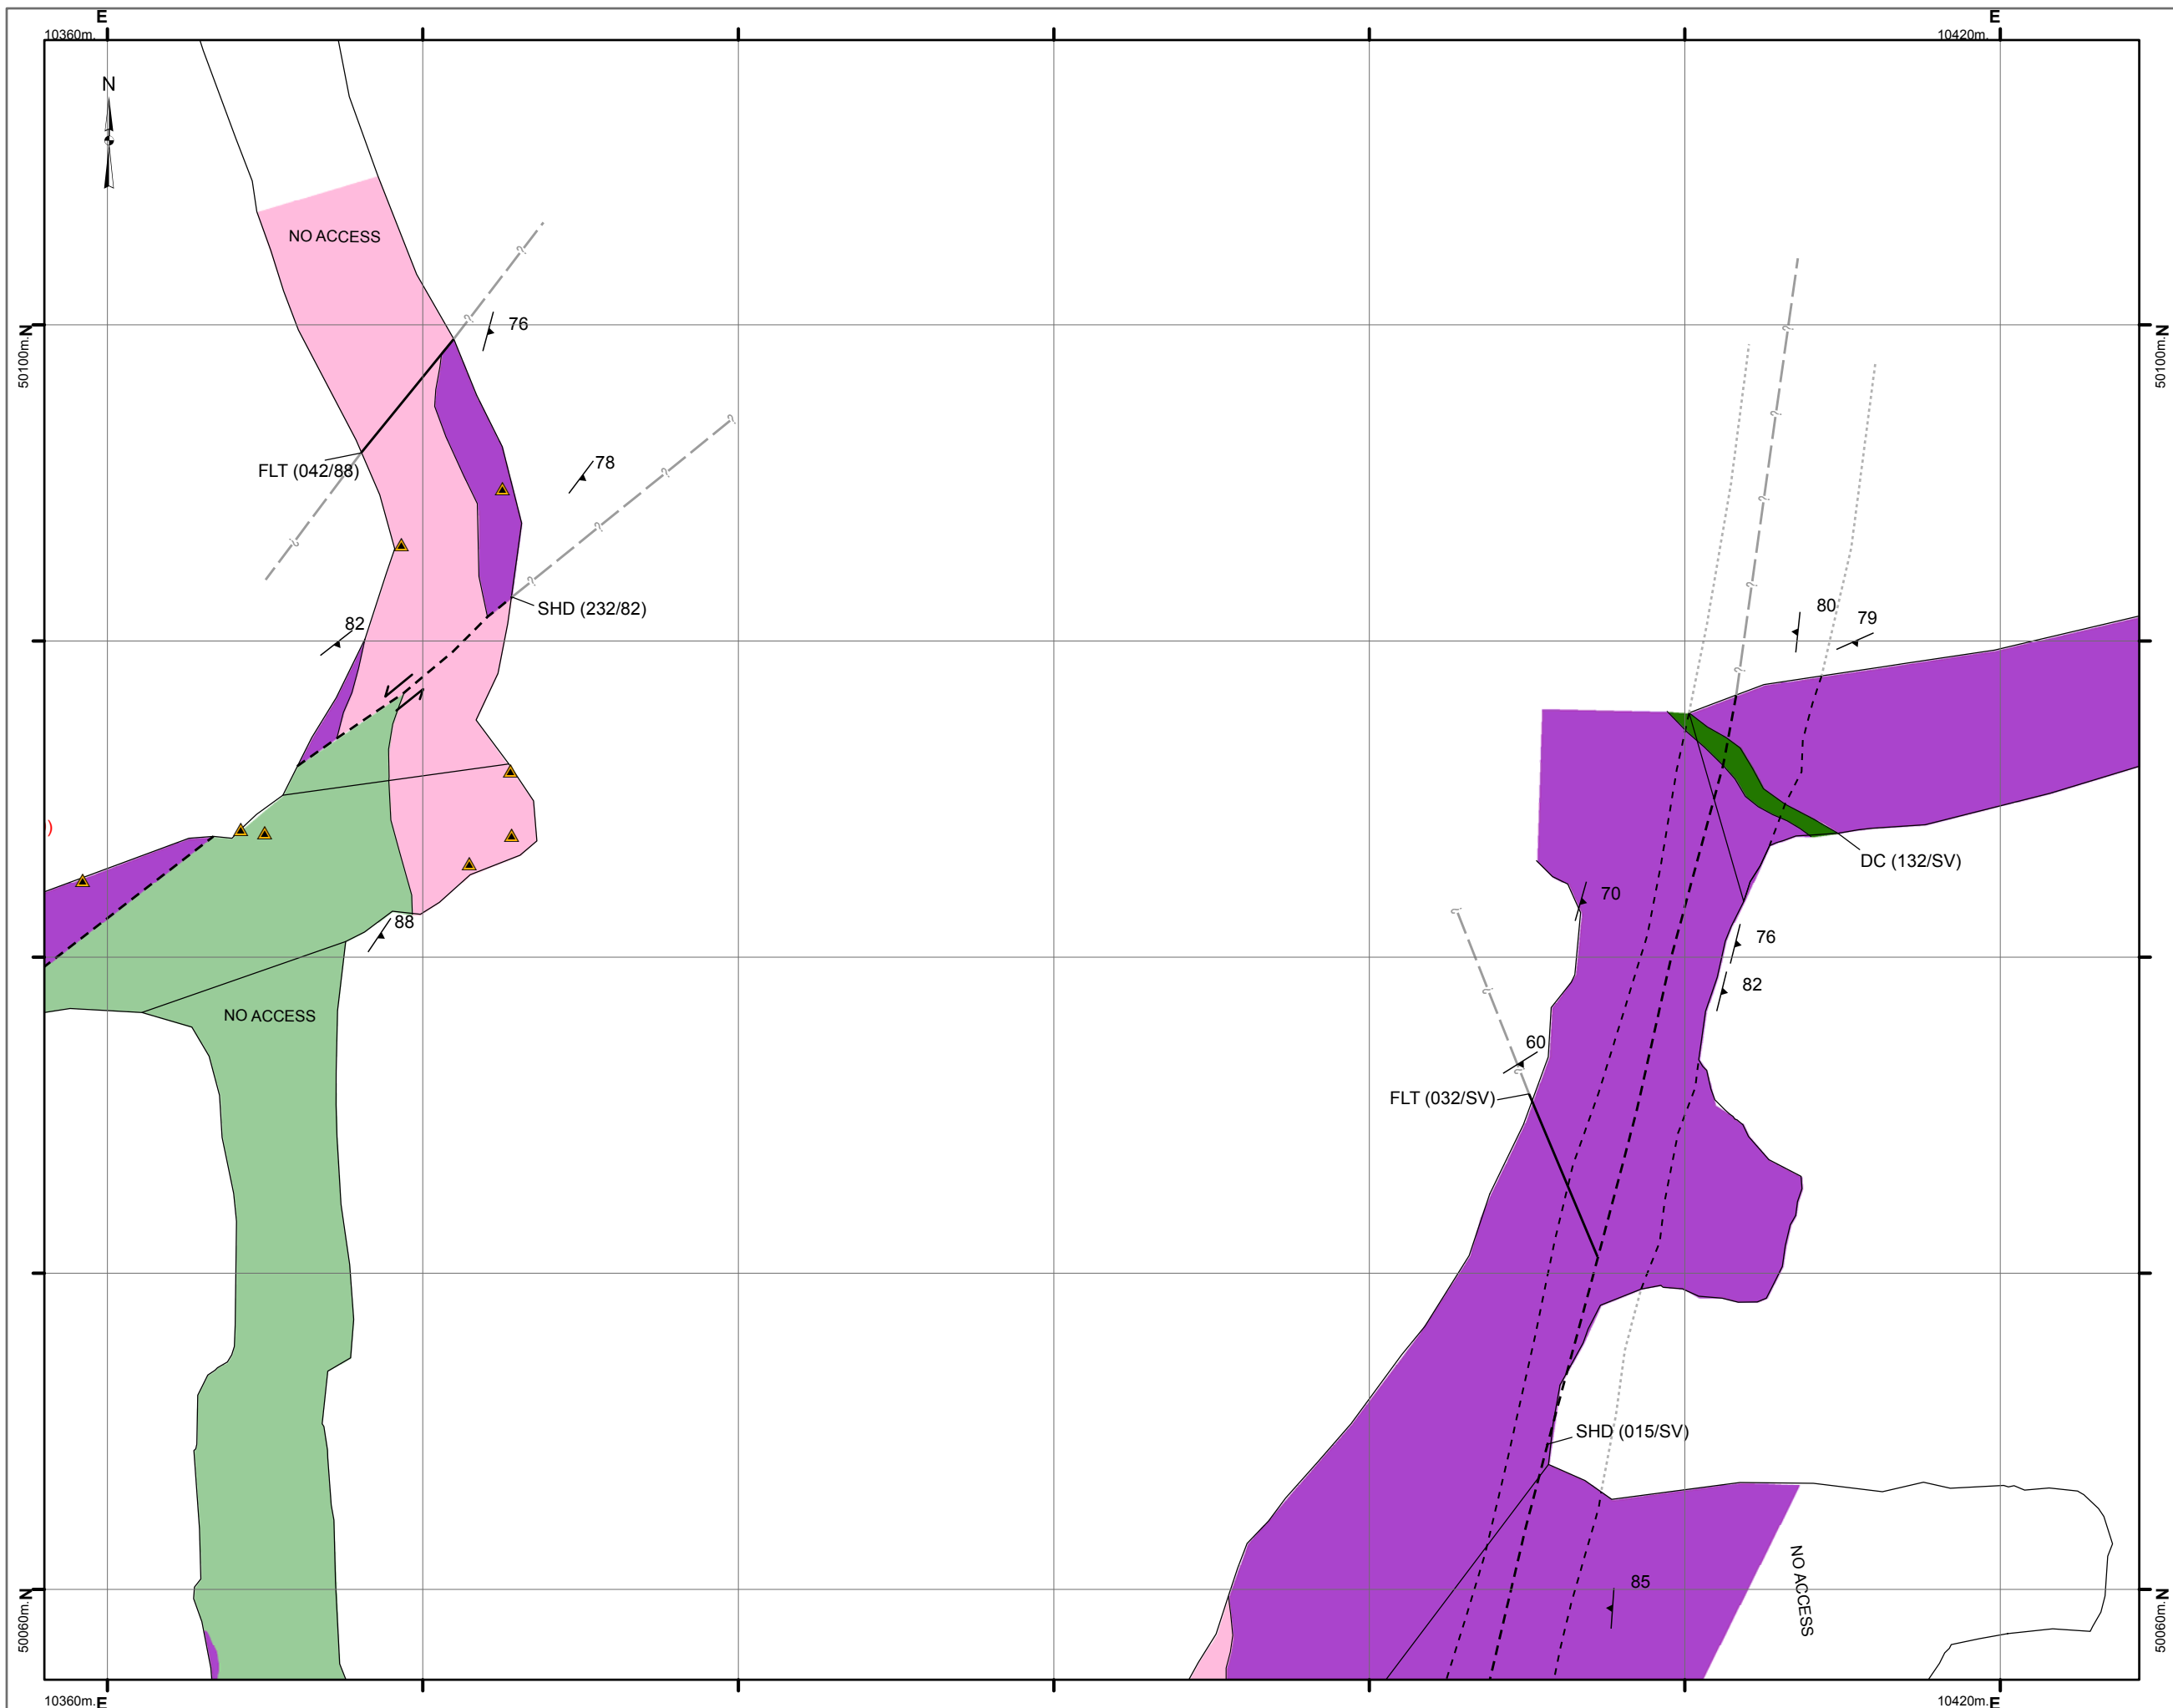 E
E
10360m.
10420m.
N
NO ACCESS
?
76
?
N
50100m.
N
50100m.
?
?
78
?
FLT (042/88)
?
?
?
?
?
?
SHD (232/82)
82
80
79
?
)
DC (132/SV)
70
?
88
76
82
?
NO ACCESS
60
?
FLT (032/SV)
SHD (015/SV)
85
NO ACCESS
N
50060m.
N
50060m.
10360m.
E
10420m.
E